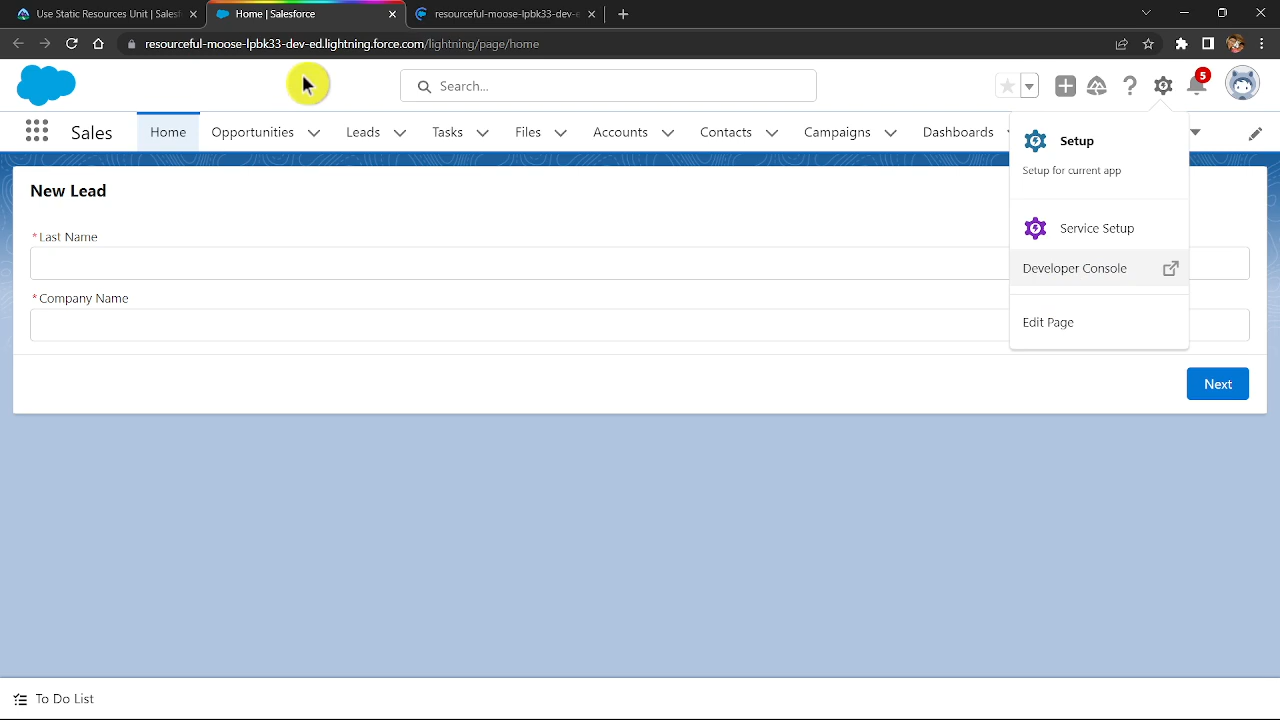 Use Static Resources Unit | Salesf
Home | Salesforce
resourceful-moose-lpbk33-dev-e
resourceful-moose-lpbk33-dev-ed.lightning.force.com/lightning/page/home
Search...
5
Sales
Home
Opportunities
Leads
Tasks
Files
Accounts
Contacts
Campaigns
Dashboards
Setup
Setup for current app
Service Setup
Developer Console
Edit Page
New Lead
*Last Name
*Company Name
Next
To Do List